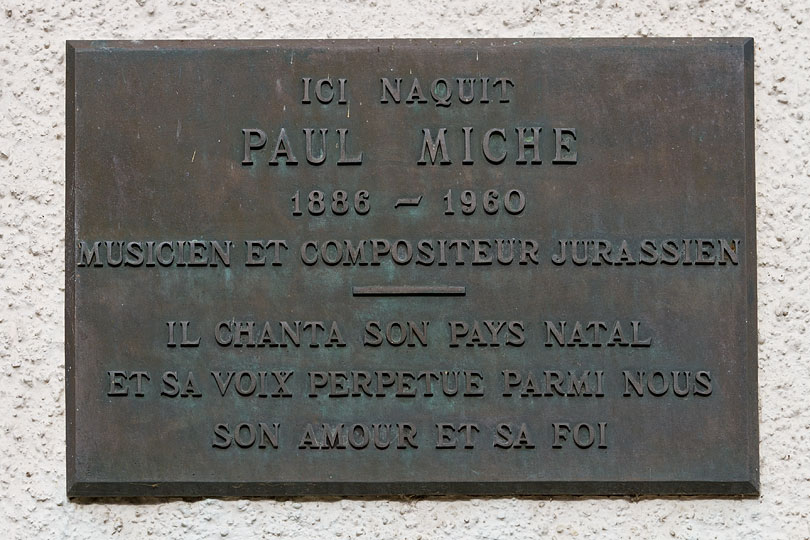 ICI NAQUIT
PAUL MICHE
1886 – 1960
MUSICIEN ET COMPOSITEUR JURASSIEN
IL CHANTA SON PAYS NATAL
ET SA VOIX PERPETUE PARMI NOUS
SON AMOUR ET SA FOI